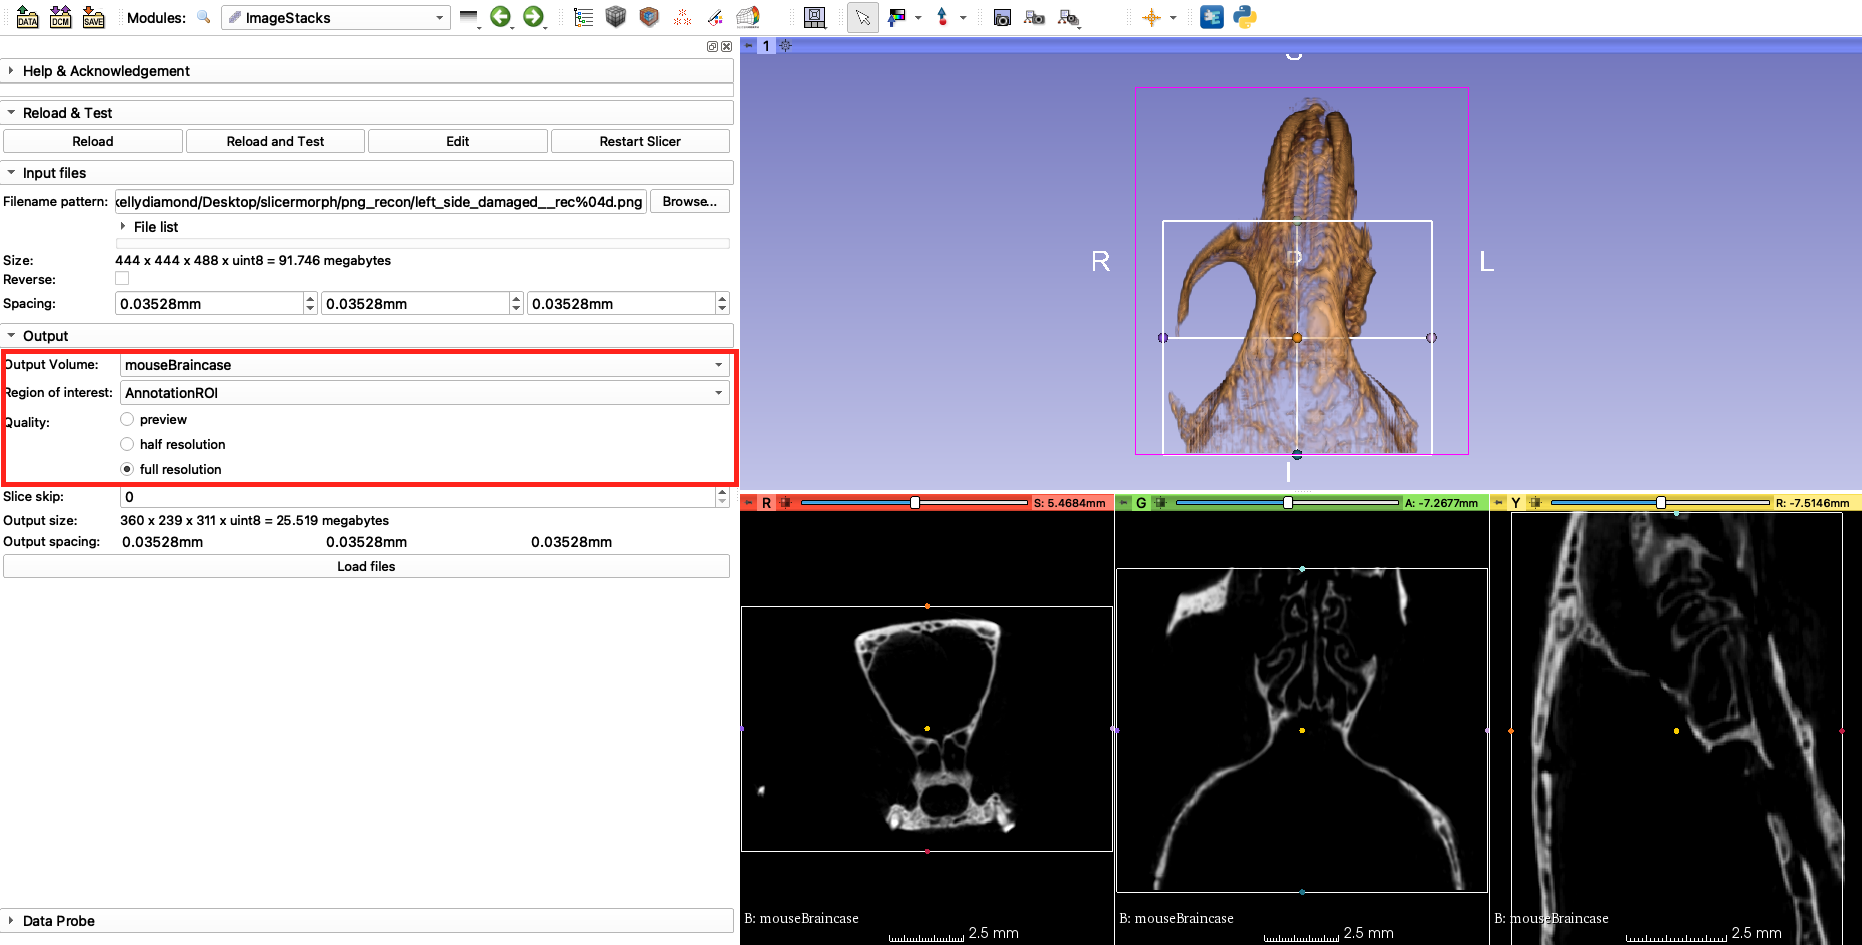 DATA DCM SAVE Modules: ImageStacks
1
Help & Acknowledgement
Reload & Test
Reload Reload and Test Edit Restart Slicer
Input files
Filename pattern: kellydiamond/Desktop/slicermorph/png_recon/left_side_damaged__rec%04d.png Browse...
File list
Size: 444 x 444 x 488 x uint8 = 91.746 megabytes
Reverse:
Spacing: 0.03528mm 0.03528mm 0.03528mm
Output
Output Volume: mouseBraincase
Region of interest: AnnotationROI
Quality: preview
half resolution
full resolution
Slice skip: 0
Output size: 360 x 239 x 311 x uint8 = 25.519 megabytes
Output spacing: 0.03528mm 0.03528mm 0.03528mm
Load files
Data Probe
R P L
I
R S: 5.4684mm
B: mouseBraincase
2.5 mm
G A: -7.2677mm
B: mouseBraincase
2.5 mm
Y R: -7.5146mm
B: mouseBraincase
2.5 mm